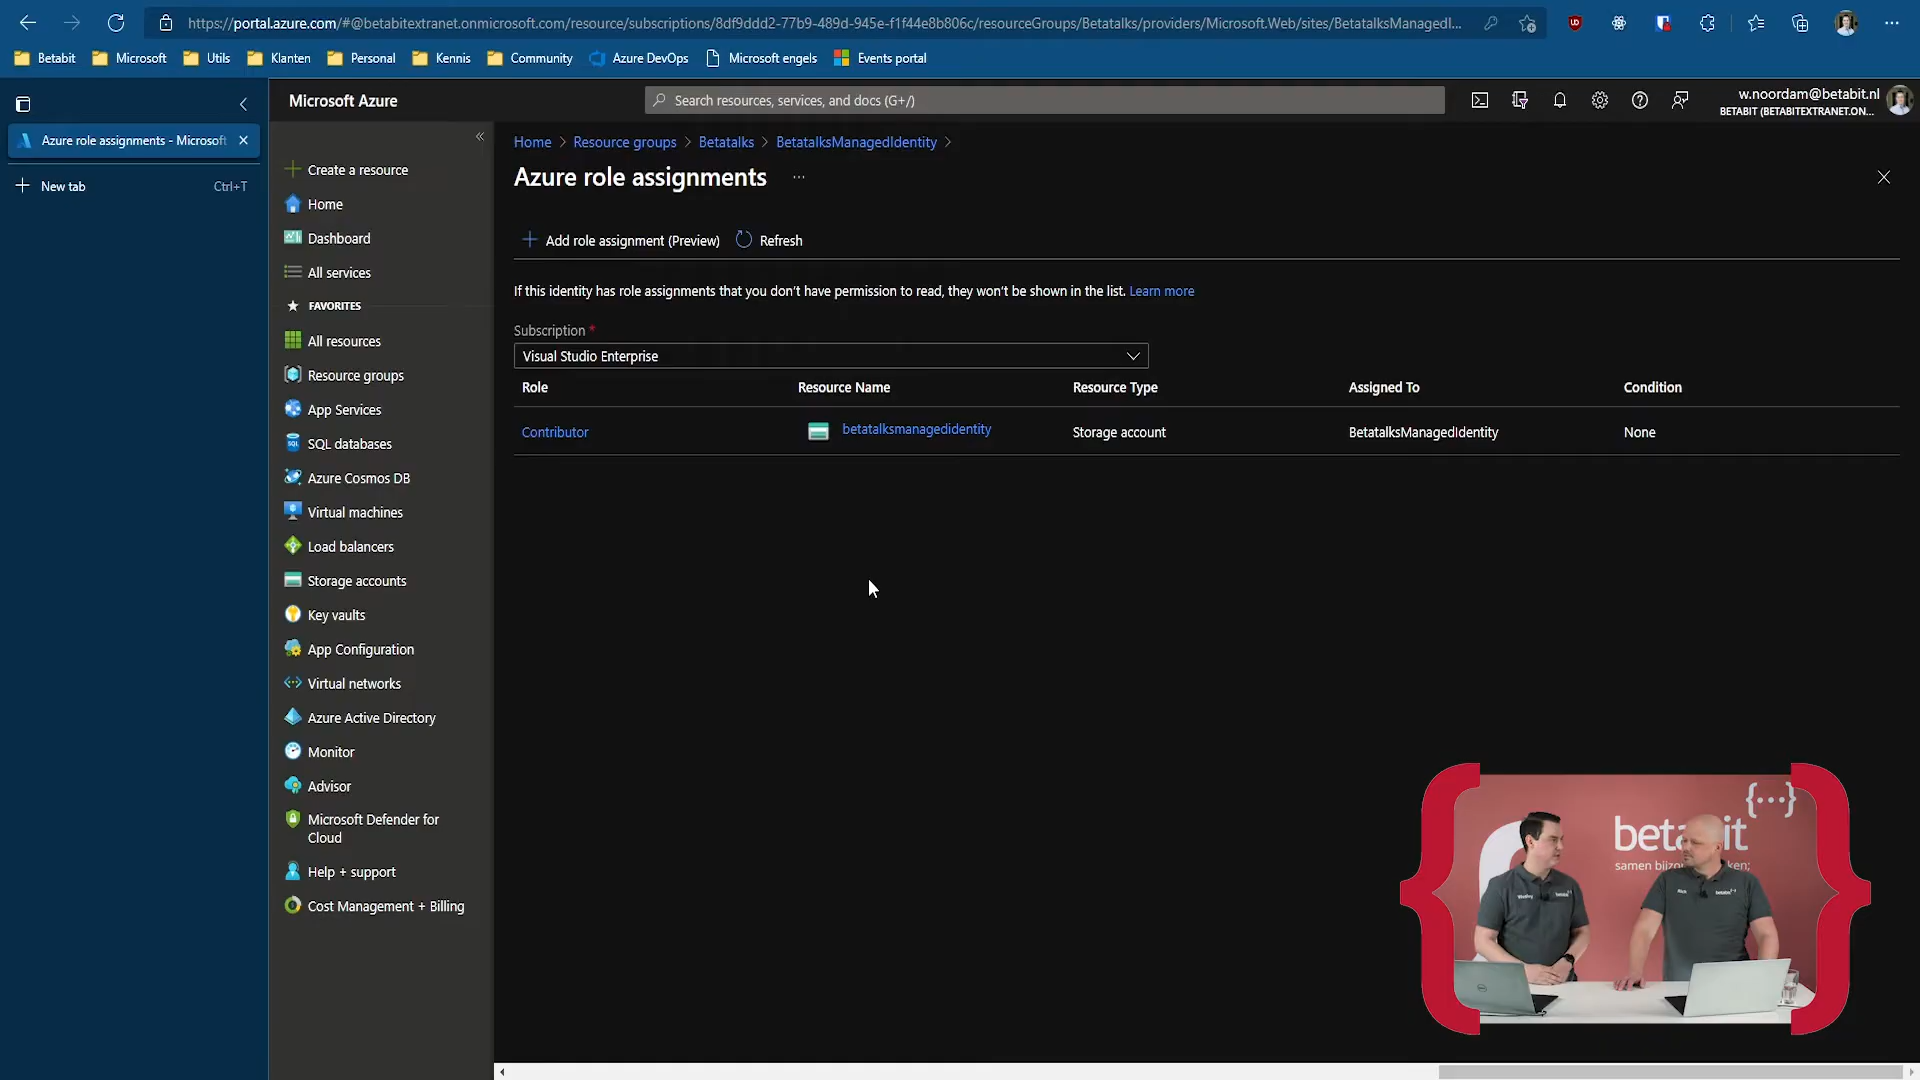 https://portal.azure.com/#@betabitextranet.onmicrosoft.com/resource/subscriptions/8df9ddd2-77b9-489d-945e-f1f44e8b806c/resourceGroups/Betatalks/providers/Microsoft.Web/sites/BetatalksManagedI...
Betabit
Microsoft
Utils
Klanten
Personal
Kennis
Community
Azure DevOps
Microsoft engels
Events portal
Azure role assignments - Microsoft
New tab
Ctrl+T
Microsoft Azure
Search resources, services, and docs (G+/)
w.noordam@betabit.nl
BETABIT (BETABITEXTRANET.ON...
Create a resource
Home
Dashboard
All services
FAVORITES
All resources
Resource groups
App Services
SQL databases
Azure Cosmos DB
Virtual machines
Load balancers
Storage accounts
Key vaults
App Configuration
Virtual networks
Azure Active Directory
Monitor
Advisor
Microsoft Defender for
Cloud
Help + support
Cost Management + Billing
Home > Resource groups > Betatalks > BetatalksManagedIdentity >
Azure role assignments ...
+ Add role assignment (Preview)
Refresh
If this identity has role assignments that you don't have permission to read, they won't be shown in the list. Learn more
Subscription *
Visual Studio Enterprise
Role
Resource Name
Resource Type
Assigned To
Condition
Contributor
betatalksmanagedidentity
Storage account
BetatalksManagedIdentity
None
{...}
samen